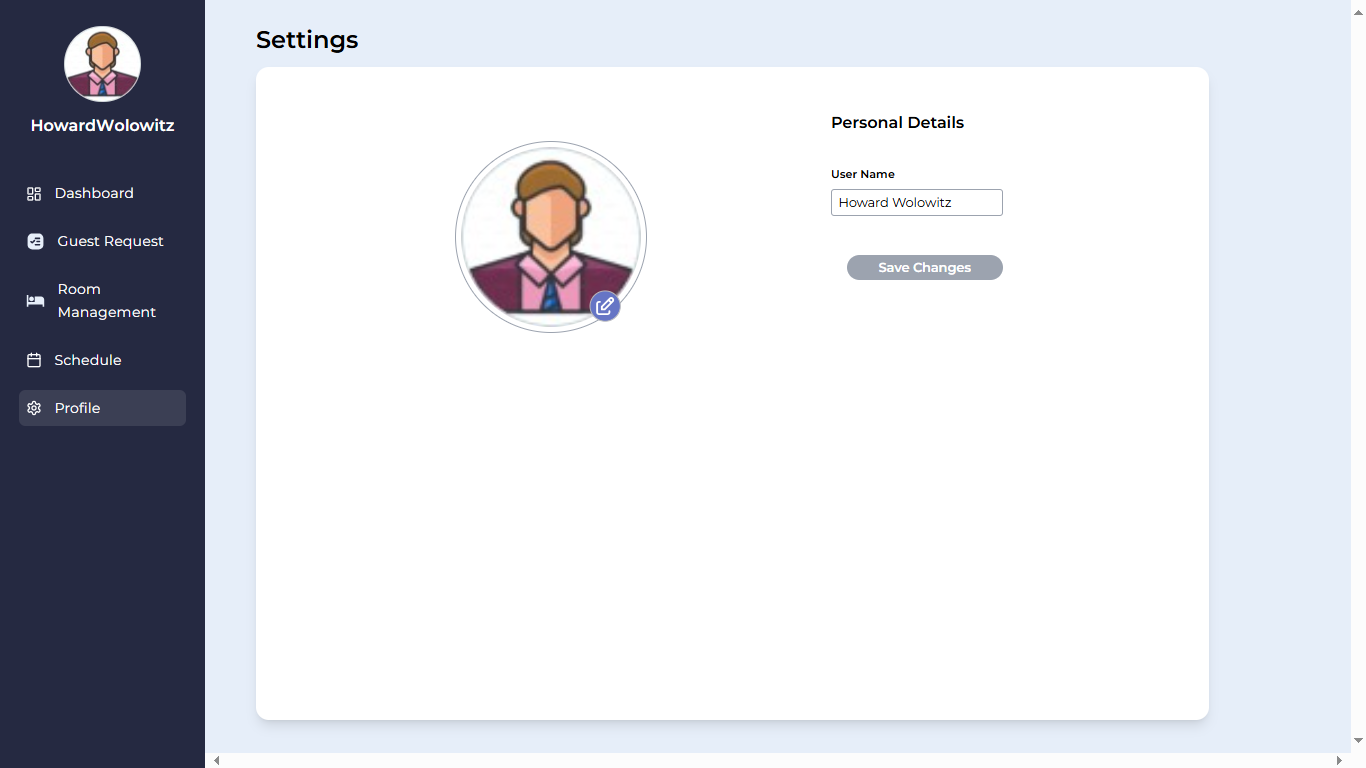 HowardWolowitz
Dashboard
Guest Request
Room
Management
Schedule
Profile
Settings
Personal Details
User Name
Howard Wolowitz
Save Changes